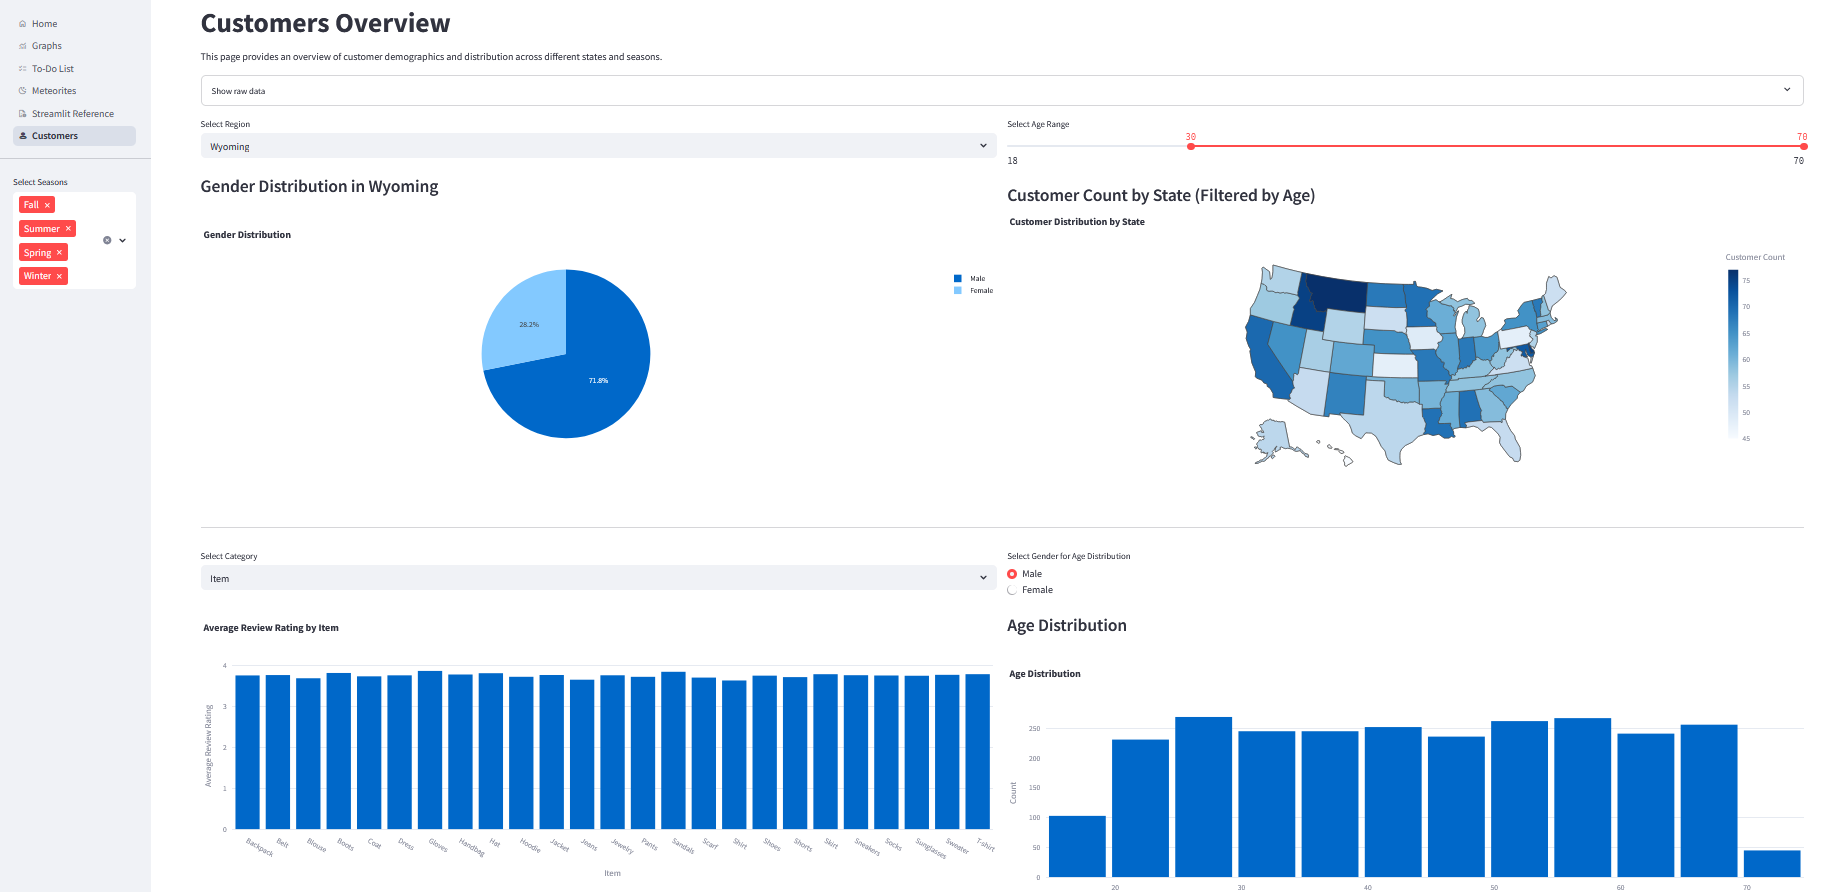 Home
Graphs
To-Do List
Meteorites
Streamlit Reference
Customers
Select Seasons
Fall ×
Summer ×
Spring ×
Winter ×
Customers Overview
This page provides an overview of customer demographics and distribution across different states and seasons.
Show raw data
Select Region
Wyoming
Select Age Range
30
70
18
70
Gender Distribution in Wyoming
Gender Distribution
28.2%
71.8%
Male
Female
Customer Count by State (Filtered by Age)
Customer Distribution by State
Customer Count
75
70
65
60
55
50
45
Select Category
Item
Average Review Rating by Item
Average Review Rating
4
3
2
1
0
Backpack
Belt
Blouse
Boots
Coat
Dress
Gloves
Handbag
Hat
Hoodie
Jacket
Jeans
Jewelry
Pants
Sandals
Scarf
Shirt
Shoes
Shorts
Skirt
Sneakers
Socks
Sunglasses
Sweater
T-shirt
Item
Select Gender for Age Distribution
Male
Female
Age Distribution
Age Distribution
Count
250
200
150
100
50
0
20
30
40
50
60
70